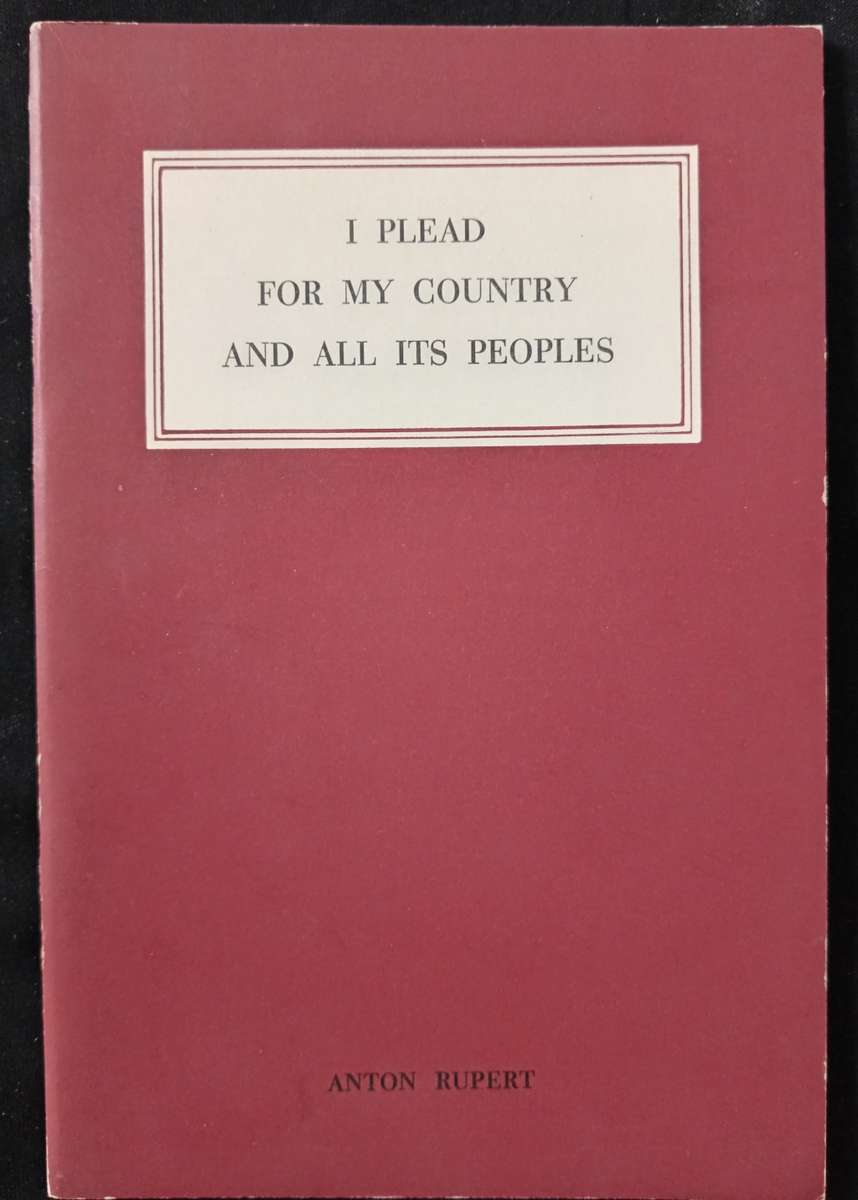 I PLEAD
FOR MY COUNTRY
AND ALL ITS PEOPLES
ANTON RUPERT